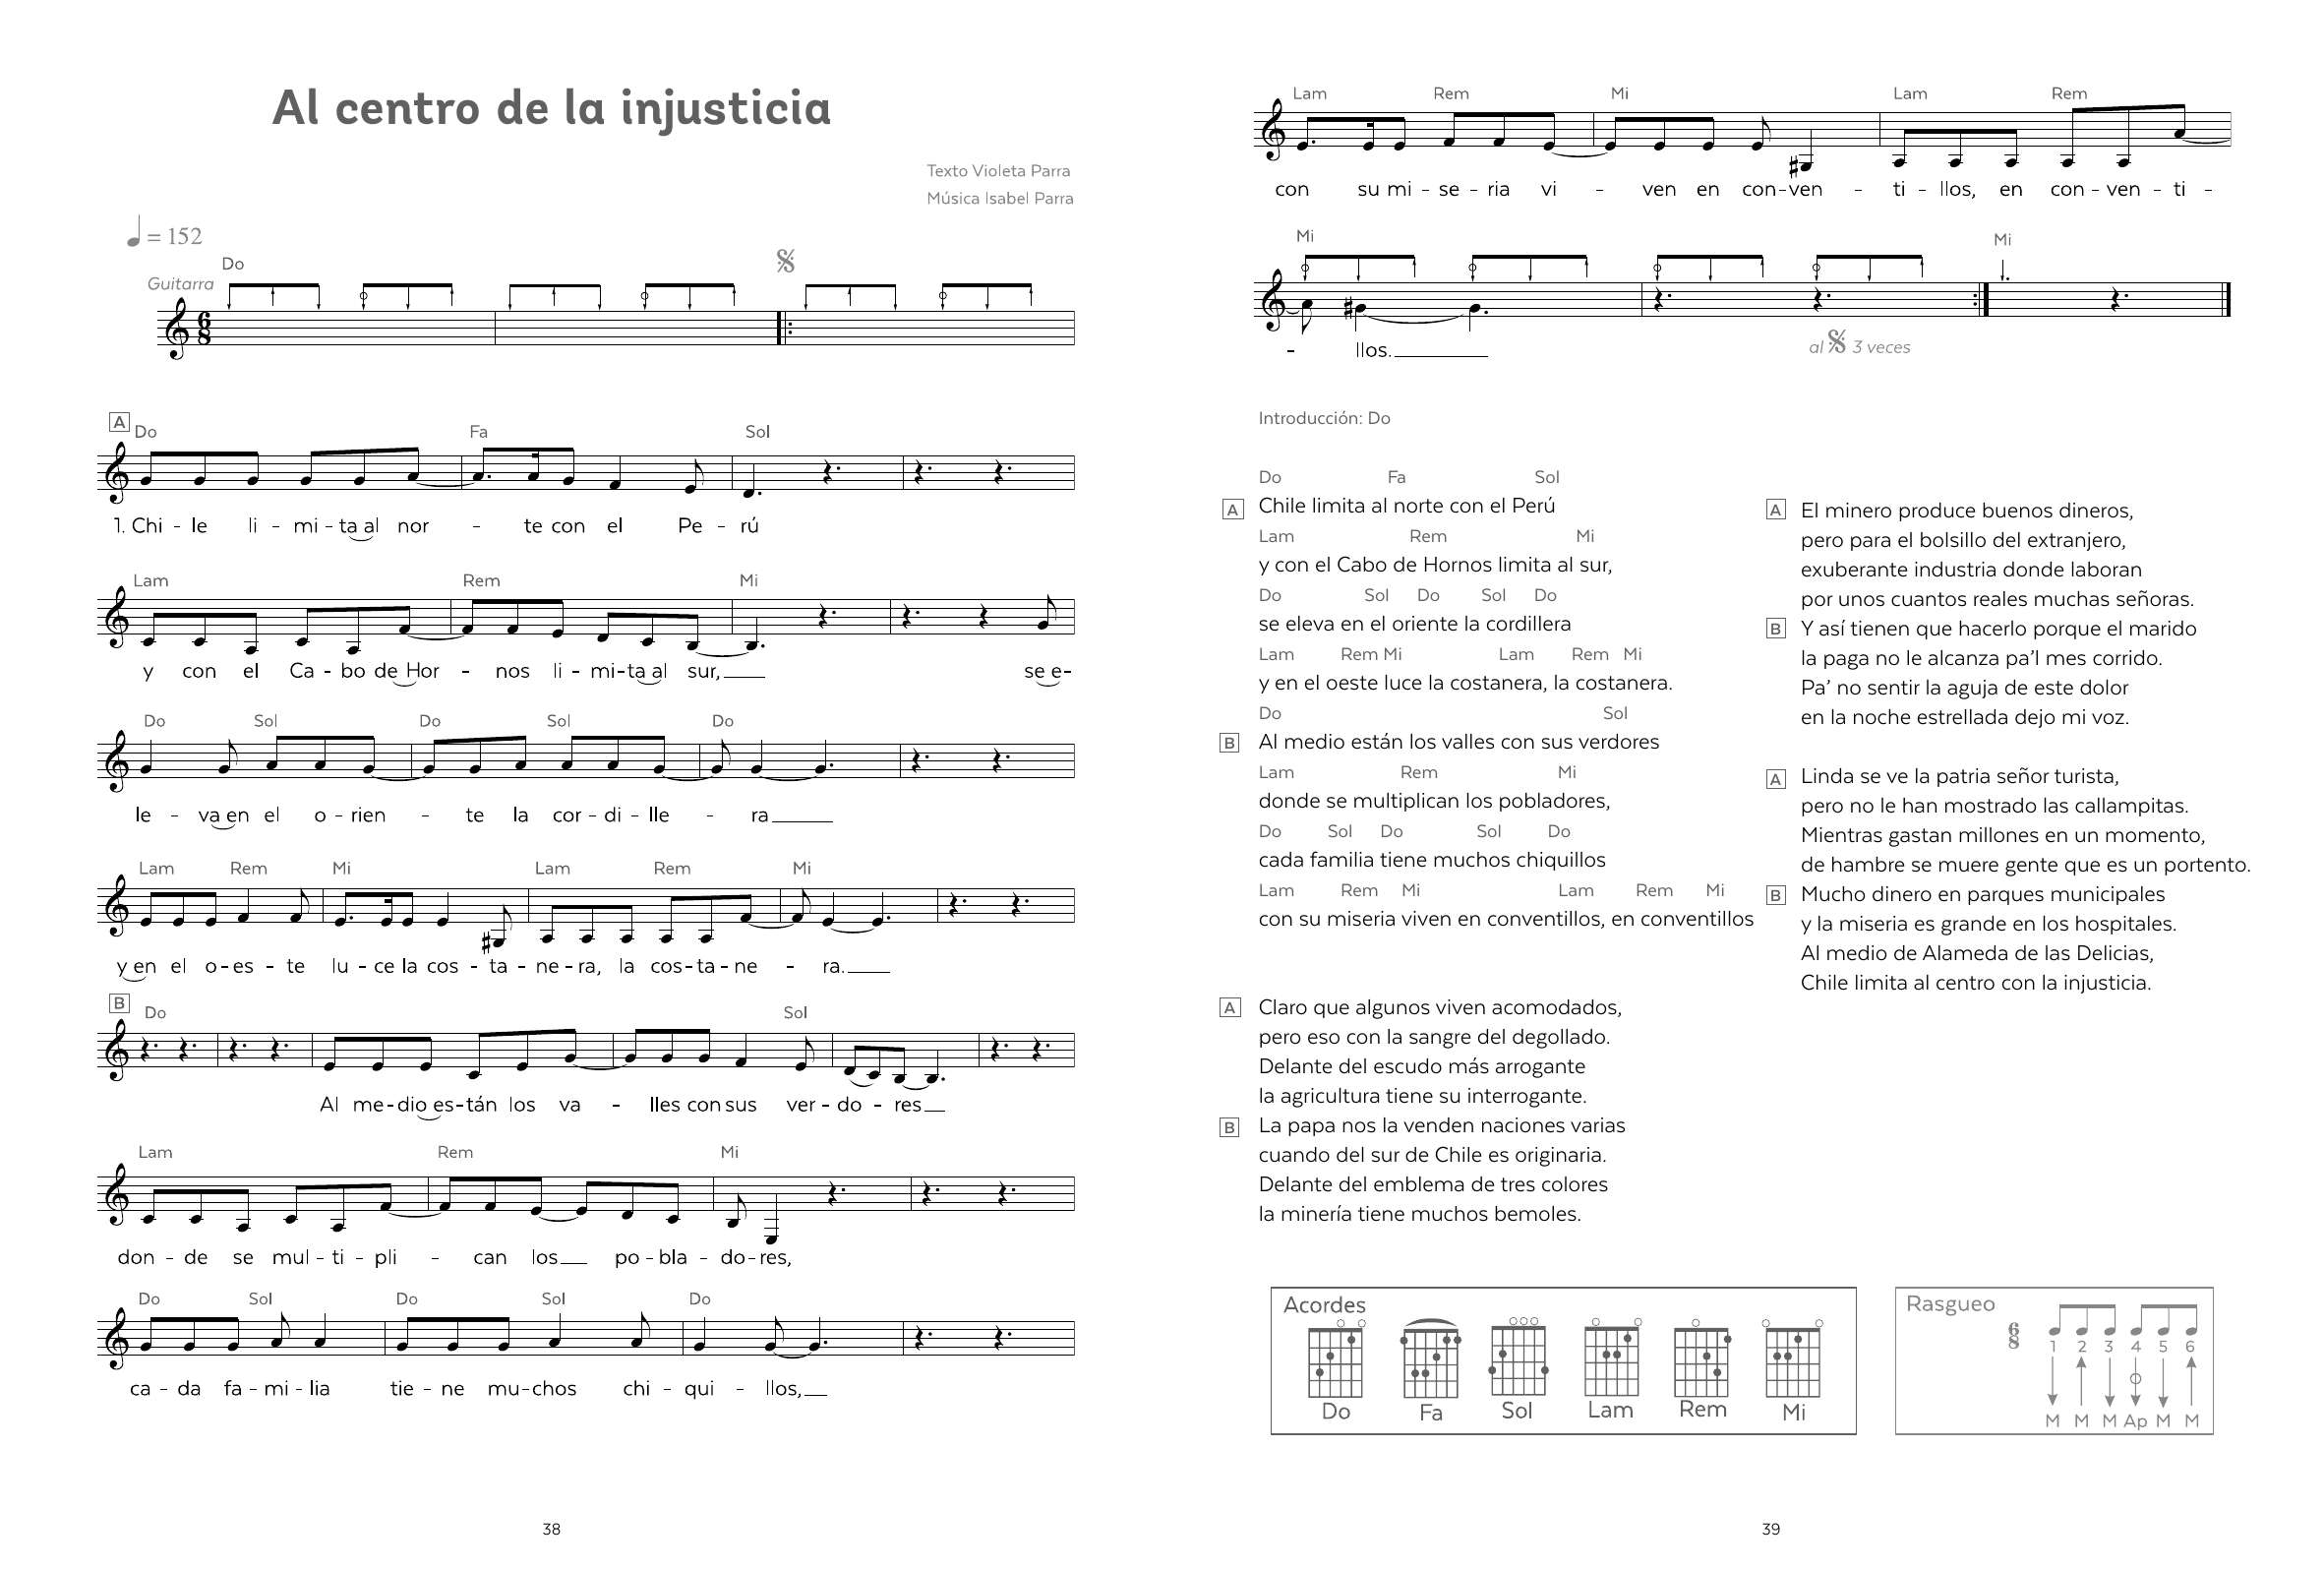 Al centro de la injusticia
Texto Violeta Parra
Música Isabel Parra
= 152
Do
Guitarra
6
8
A
Do Fa Sol
1. Chi - le li - mi - ta al nor - te con el Pe - rú
Lam Rem Mi
y con el Ca - bo de Hor - nos li - mi - ta al sur, se e-
Do Sol Do Sol Do
le - va en el o - rien - te la cor - di - lle - ra
Lam Rem Mi Lam Rem Mi
y en el o - es - te lu - ce la cos - ta - ne - ra, la cos - ta - ne - ra.
B
Do Sol
Al me - dio es - tán los va - lles con sus ver - do - res
Lam Rem Mi
don - de se mul - ti - pli - can los po - bla - do - res,
Do Sol Do Sol Do
ca - da fa - mi - lia tie - ne mu - chos chi - qui - llos,
38
Lam Rem Mi Lam Rem
con su mi - se - ria vi - ven en con - ven - ti - llos, en con - ven - ti -
Mi Mi
- llos.
al 3 veces
Introducción: Do
Do Fa Sol
A Chile limita al norte con el Perú
Lam Rem Mi
y con el Cabo de Hornos limita al sur,
Do Sol Do Sol Do
se eleva en el oriente la cordillera
Lam Rem Mi Lam Rem Mi
y en el oeste luce la costanera, la costanera.
Do Sol
B Al medio están los valles con sus verdores
Lam Rem Mi
donde se multiplican los pobladores,
Do Sol Do Sol Do
cada familia tiene muchos chiquillos
Lam Rem Mi Lam Rem Mi
con su miseria viven en conventillos, en conventillos
A Claro que algunos viven acomodados,
pero eso con la sangre del degollado.
Delante del escudo más arrogante
la agricultura tiene su interrogante.
B La papa nos la venden naciones varias
cuando del sur de Chile es originaria.
Delante del emblema de tres colores
la minería tiene muchos bemoles.
A El minero produce buenos dineros,
pero para el bolsillo del extranjero,
exuberante industria donde laboran
por unos cuantos reales muchas señoras.
B Y así tienen que hacerlo porque el marido
la paga no le alcanza pa'l mes corrido.
Pa' no sentir la aguja de este dolor
en la noche estrellada dejo mi voz.
A Linda se ve la patria señor turista,
pero no le han mostrado las callampitas.
Mientras gastan millones en un momento,
de hambre se muere gente que es un portento.
B Mucho dinero en parques municipales
y la miseria es grande en los hospitales.
Al medio de Alameda de las Delicias,
Chile limita al centro con la injusticia.
Acordes
Do Fa Sol Lam Rem Mi
Rasgueo
6
8
1 2 3 4 5 6
M M M Ap M M
39